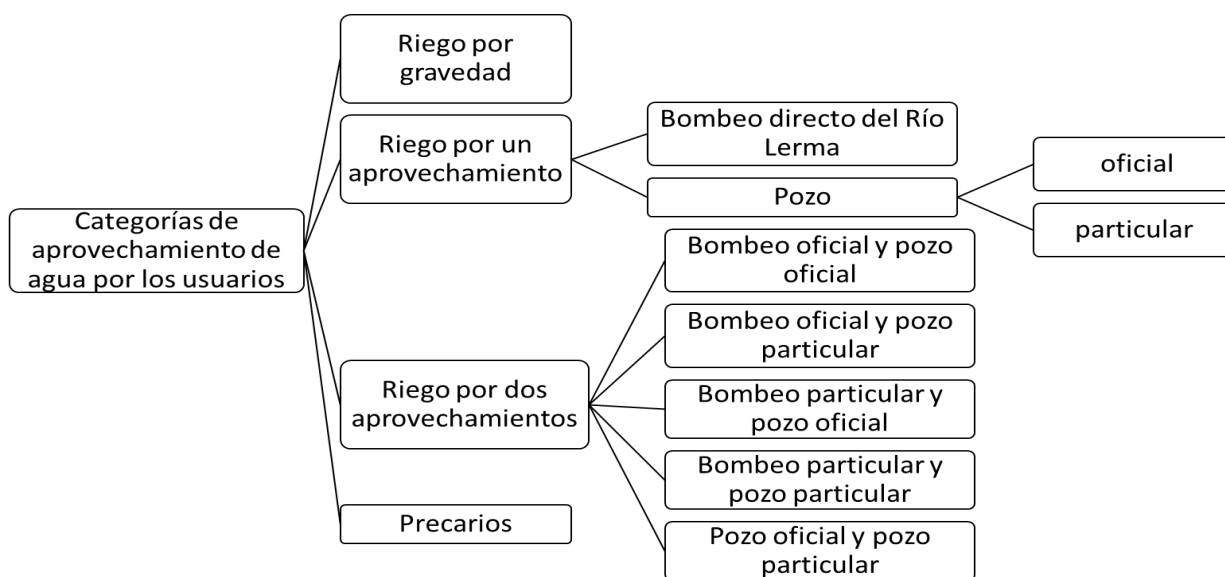 Categorías de
aprovechamiento de
agua por los usuarios
Riego por
gravedad
Riego por un
aprovechamiento
Bombeo directo del Río
Lerma
Pozo
oficial
particular
Riego por dos
aprovechamientos
Bombeo oficial y pozo
oficial
Bombeo oficial y pozo
particular
Bombeo particular y
pozo oficial
Bombeo particular y
pozo particular
Pozo oficial y pozo
particular
Precarios